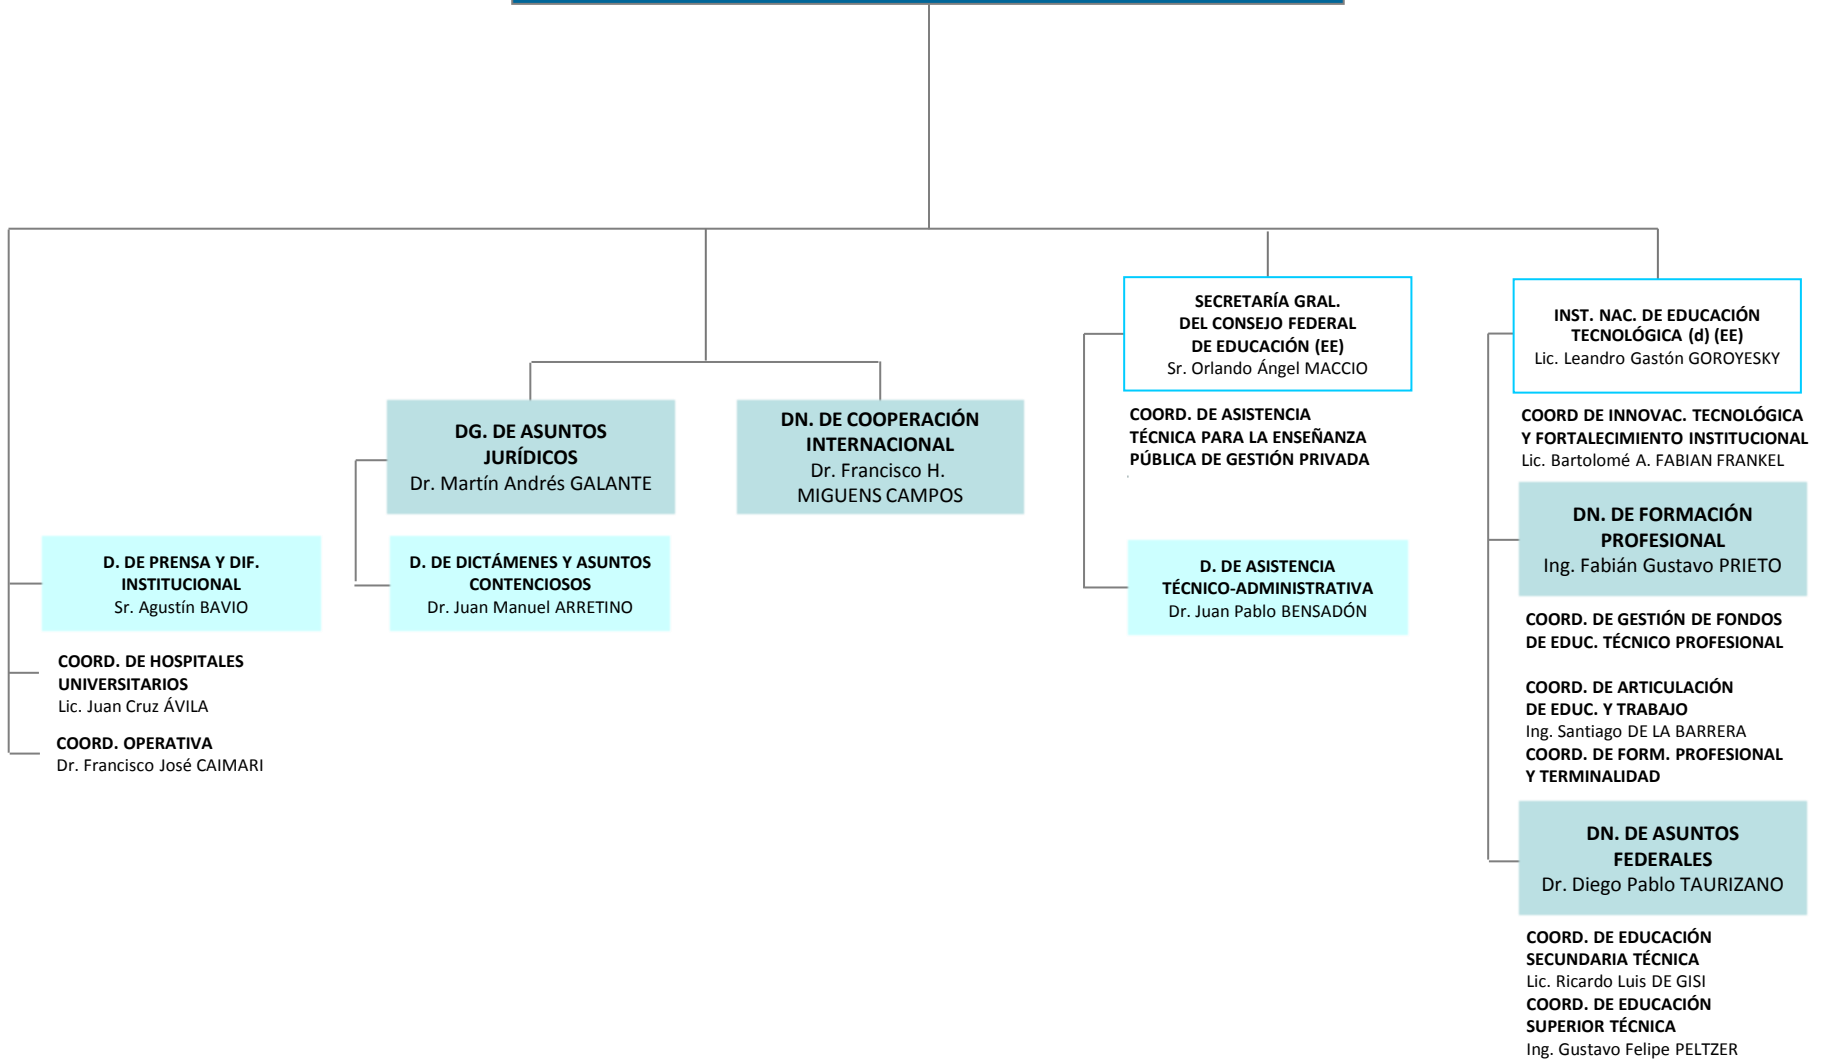 SECRETARÍA GRAL.
DEL CONSEJO FEDERAL
DE EDUCACIÓN (EE)
Sr. Orlando Ángel MACCIO
INST. NAC. DE EDUCACIÓN
TECNOLÓGICA (d) (EE)
Lic. Leandro Gastón GOROYESKY
DG. DE ASUNTOS
JURÍDICOS
Dr. Martín Andrés GALANTE
DN. DE COOPERACIÓN
INTERNACIONAL
Dr. Francisco H.
MIGUENS CAMPOS
COORD. DE ASISTENCIA
TÉCNICA PARA LA ENSEÑANZA
PÚBLICA DE GESTIÓN PRIVADA
COORD DE INNOVAC. TECNOLÓGICA
Y FORTALECIMIENTO INSTITUCIONAL
Lic. Bartolomé A. FABIAN FRANKEL
DN. DE FORMACIÓN
PROFESIONAL
Ing. Fabián Gustavo PRIETO
D. DE PRENSA Y DIF.
INSTITUCIONAL
Sr. Agustín BAVIO
D. DE DICTÁMENES Y ASUNTOS
CONTENCIOSOS
Dr. Juan Manuel ARRETINO
D. DE ASISTENCIA
TÉCNICO-ADMINISTRATIVA
Dr. Juan Pablo BENSADÓN
COORD. DE GESTIÓN DE FONDOS
DE EDUC. TÉCNICO PROFESIONAL
COORD. DE HOSPITALES
UNIVERSITARIOS
Lic. Juan Cruz ÁVILA
COORD. OPERATIVA
Dr. Francisco José CAIMARI
COORD. DE ARTICULACIÓN
DE EDUC. Y TRABAJO
Ing. Santiago DE LA BARRERA
COORD. DE FORM. PROFESIONAL
Y TERMINALIDAD
DN. DE ASUNTOS
FEDERALES
Dr. Diego Pablo TAURIZANO
COORD. DE EDUCACIÓN
SECUNDARIA TÉCNICA
Lic. Ricardo Luis DE GISI
COORD. DE EDUCACIÓN
SUPERIOR TÉCNICA
Ing. Gustavo Felipe PELTZER